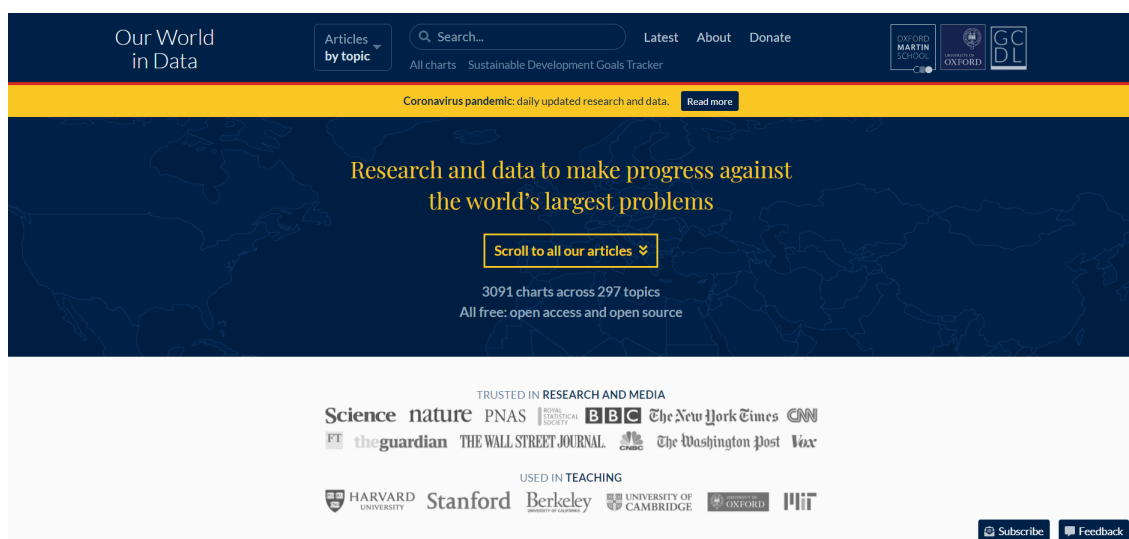 Our World
in Data
Articles
by topic
Search...
Latest About Donate
All charts Sustainable Development Goals Tracker
OXFORD
MARTIN
SCHOOL
UNIVERSITY OF
OXFORD
GC
DL
Coronavirus pandemic: daily updated research and data. Read more
Research and data to make progress against
the world's largest problems
Scroll to all our articles
3091 charts across 297 topics
All free: open access and open source
TRUSTED IN RESEARCH AND MEDIA
Science nature PNAS ROYAL STATISTICAL SOCIETY BBC The New York Times CNN
FT theguardian THE WALL STREET JOURNAL. CNBC The Washington Post Vox
USED IN TEACHING
HARVARD UNIVERSITY Stanford Berkeley UNIVERSITY OF CALIFORNIA UNIVERSITY OF CAMBRIDGE UNIVERSITY OF OXFORD MIT
Subscribe Feedback